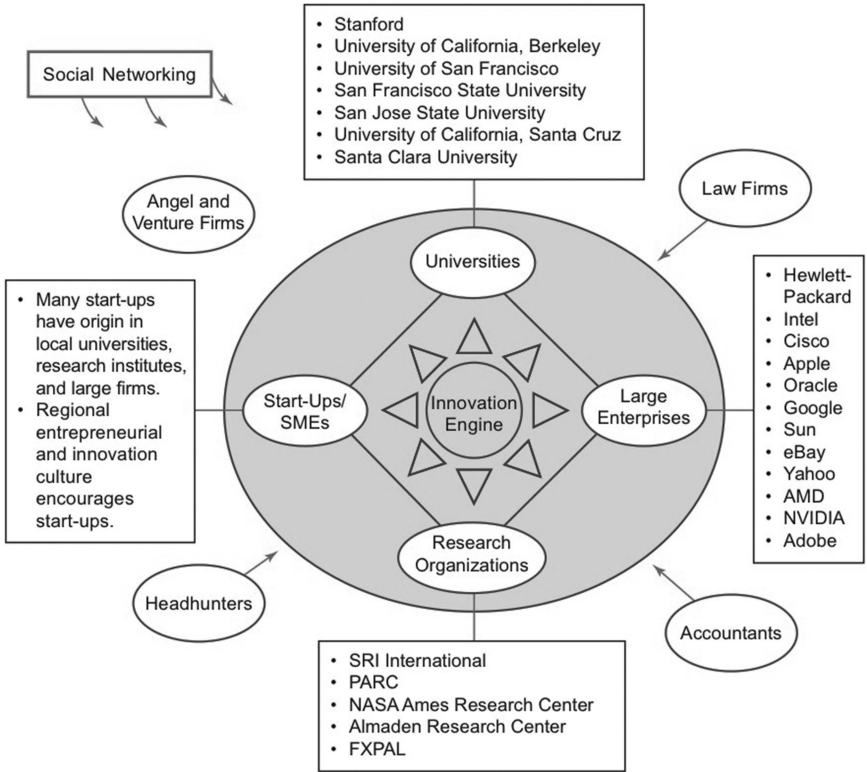 • Stanford
• University of California, Berkeley
• University of San Francisco
• San Francisco State University
• San Jose State University
• University of California, Santa Cruz
• Santa Clara University
Social Networking
Angel and
Venture Firms
Law Firms
Universities
• Many start-ups
have origin in
local universities,
research institutes,
and large firms.
• Regional
entrepreneurial
and innovation
culture
encourages
start-ups.
Start-Ups/
SMEs
Innovation
Engine
Large
Enterprises
• Hewlett-
Packard
• Intel
• Cisco
• Apple
• Oracle
• Google
• Sun
• eBay
• Yahoo
• AMD
• NVIDIA
• Adobe
Research
Organizations
Headhunters
Accountants
• SRI International
• PARC
• NASA Ames Research Center
• Almaden Research Center
• FXPAL